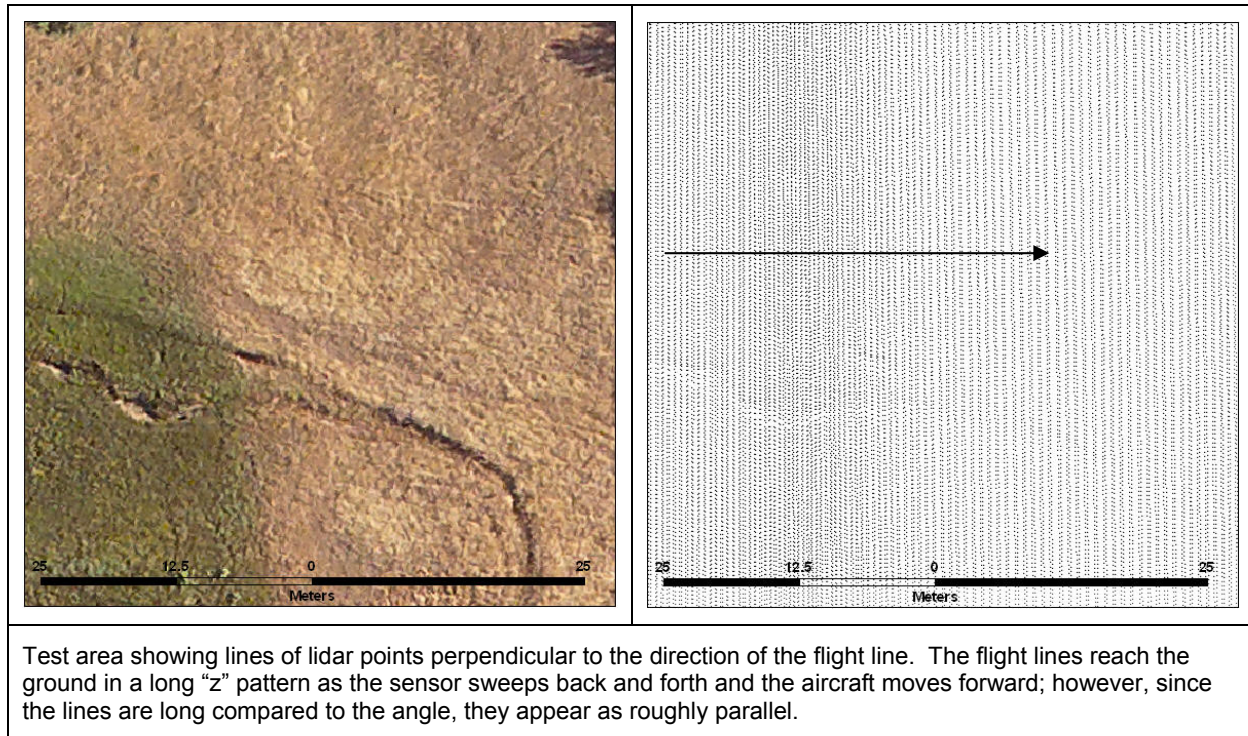 25 12.5 0 25
Meters
25 12.5 0 25
Meters
Test area showing lines of lidar points perpendicular to the direction of the flight line.  The flight lines reach the
ground in a long “z” pattern as the sensor sweeps back and forth and the aircraft moves forward; however, since
the lines are long compared to the angle, they appear as roughly parallel.